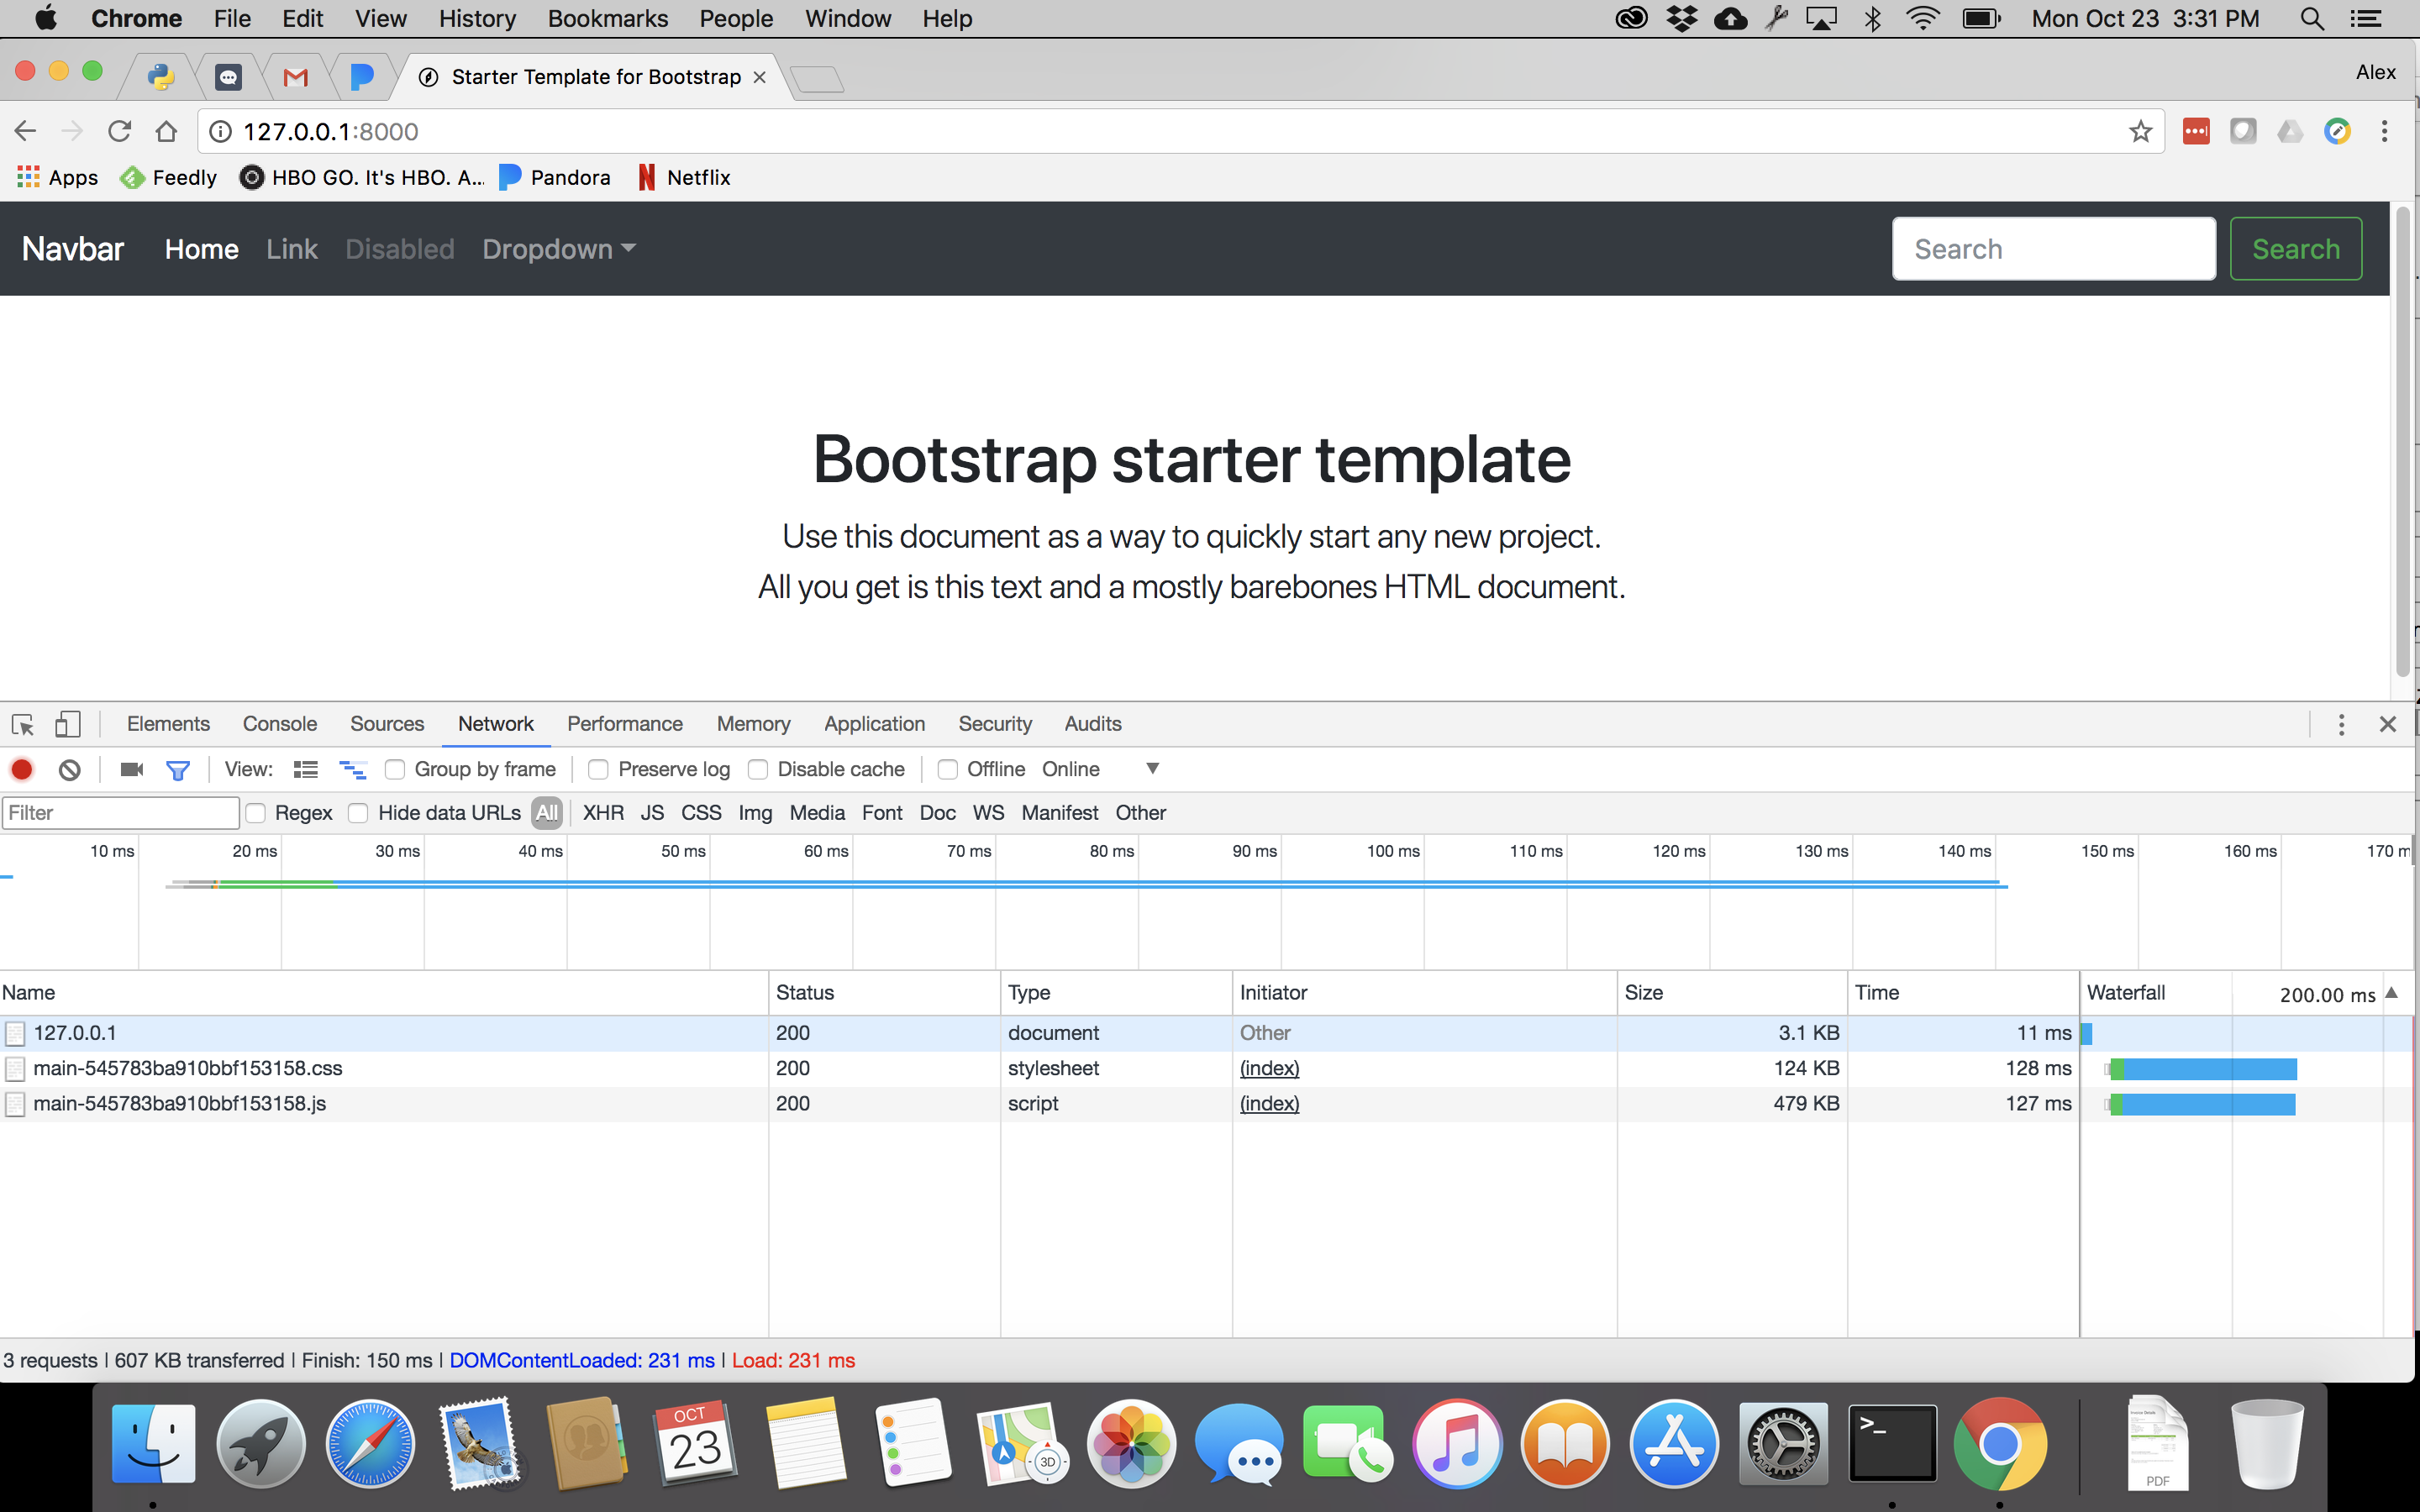 Chrome File Edit View History Bookmarks People Window Help Mon Oct 23 3:31 PM
Starter Template for Bootstrap Alex
127.0.0.1:8000
Apps Feedly HBO GO. It's HBO. A... Pandora Netflix
Navbar Home Link Disabled Dropdown Search Search
Bootstrap starter template
Use this document as a way to quickly start any new project.
All you get is this text and a mostly barebones HTML document.
Elements Console Sources Network Performance Memory Application Security Audits
View: Group by frame Preserve log Disable cache Offline Online
Filter Regex Hide data URLs All XHR JS CSS Img Media Font Doc WS Manifest Other
10 ms 20 ms 30 ms 40 ms 50 ms 60 ms 70 ms 80 ms 90 ms 100 ms 110 ms 120 ms 130 ms 140 ms 150 ms 160 ms 170 m
Name Status Type Initiator Size Time Waterfall 200.00 ms
127.0.0.1 200 document Other 3.1 KB 11 ms
main-545783ba910bbf153158.css 200 stylesheet (index) 124 KB 128 ms
main-545783ba910bbf153158.js 200 script (index) 479 KB 127 ms
3 requests | 607 KB transferred | Finish: 150 ms | DOMContentLoaded: 231 ms | Load: 231 ms
OCT
23
3D
>_
PDF